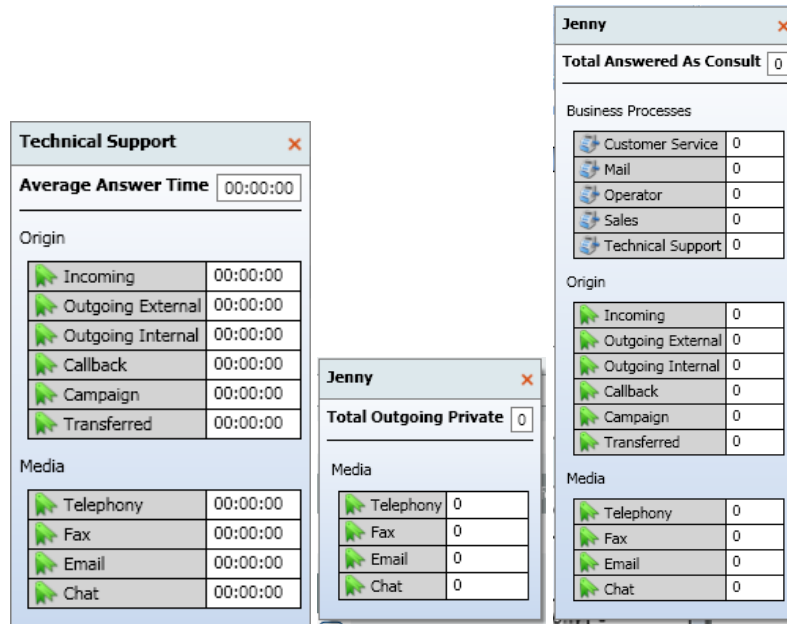 Technical Support
Average Answer Time 00:00:00
Origin
Incoming 00:00:00
Outgoing External 00:00:00
Outgoing Internal 00:00:00
Callback 00:00:00
Campaign 00:00:00
Transferred 00:00:00
Media
Telephony 00:00:00
Fax 00:00:00
Email 00:00:00
Chat 00:00:00
Jenny
Total Outgoing Private 0
Media
Telephony 0
Fax 0
Email 0
Chat 0
Jenny
Total Answered As Consult 0
Business Processes
Customer Service 0
Mail 0
Operator 0
Sales 0
Technical Support 0
Origin
Incoming 0
Outgoing External 0
Outgoing Internal 0
Callback 0
Campaign 0
Transferred 0
Media
Telephony 0
Fax 0
Email 0
Chat 0